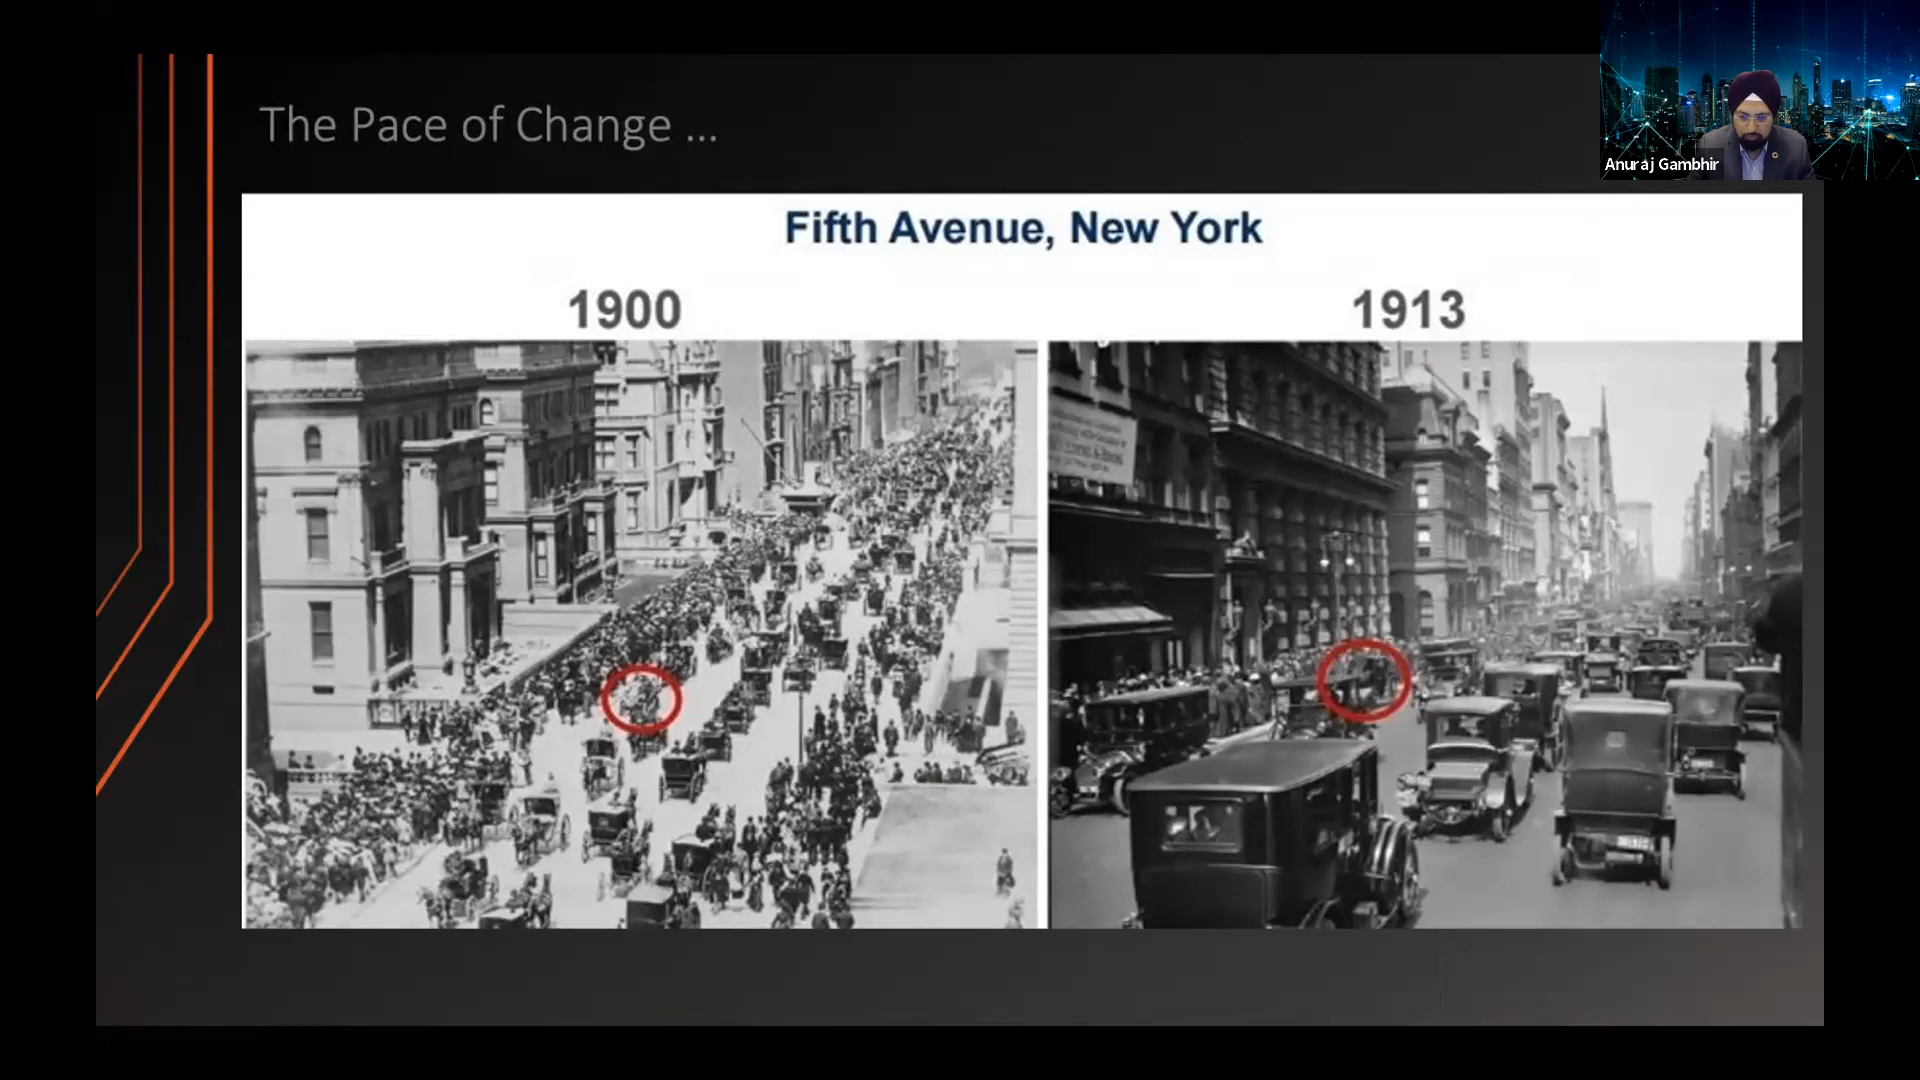 The Pace of Change ...
Anuraj Gambhir
Fifth Avenue, New York
1900
1913